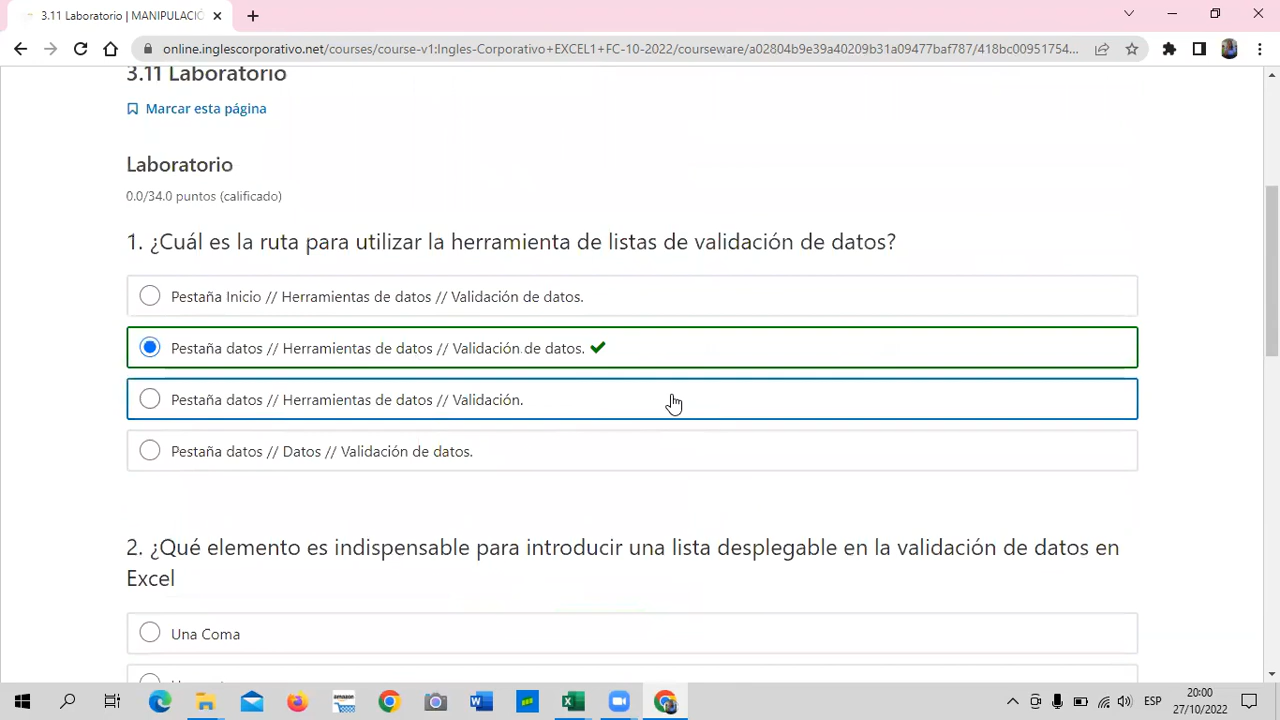 3.11 Laboratorio | MANIPULACIÓ
online.inglescorporativo.net/courses/course-v1:Ingles-Corporativo+EXCEL1+FC-10-2022/courseware/a02804b9e39a40209b31a09477baf787/418bc00951754...
3.11 Laboratorio
Marcar esta página
Laboratorio
0.0/34.0 puntos (calificado)
1. ¿Cuál es la ruta para utilizar la herramienta de listas de validación de datos?
Pestaña Inicio // Herramientas de datos // Validación de datos.
Pestaña datos // Herramientas de datos // Validación de datos.
Pestaña datos // Herramientas de datos // Validación.
Pestaña datos // Datos // Validación de datos.
2. ¿Qué elemento es indispensable para introducir una lista desplegable en la validación de datos en
Excel
Una Coma
amazon
ESP
20:00
27/10/2022